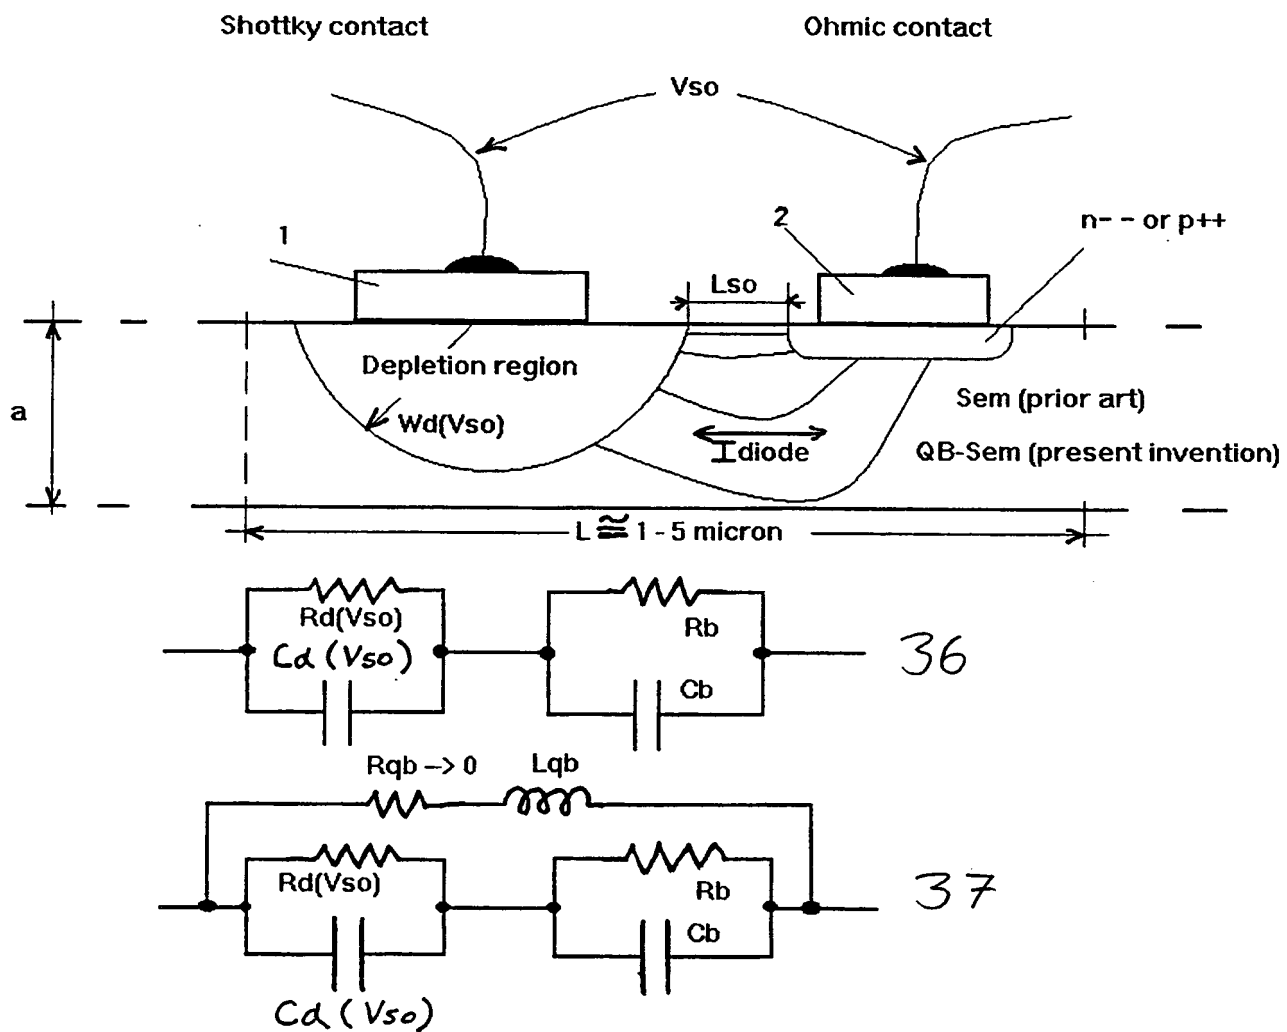 Shottky contact
Ohmic contact
Vso
1
2
n- - or p++
Lso
a
Depletion region
Wd(Vso)
Sem (prior art)
Idiode
QB-Sem (present invention)
L ≅ 1 - 5 micron
Rd(Vso)
Rb
Cd (Vso)
36
Cb
Rqb -> 0
Lqb
Rd(Vso)
Rb
37
Cb
Cd (Vso)